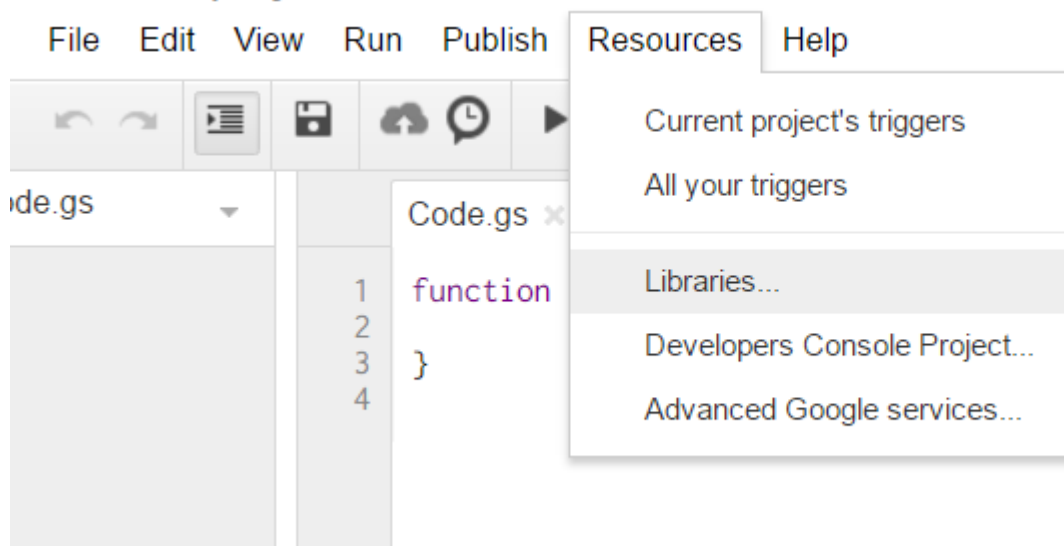 File Edit View Run Publish Resources Help
Current project's triggers
All your triggers
Libraries...
Developers Console Project...
Advanced Google services...
ode.gs
Code.gs
1 function
2
3 }
4